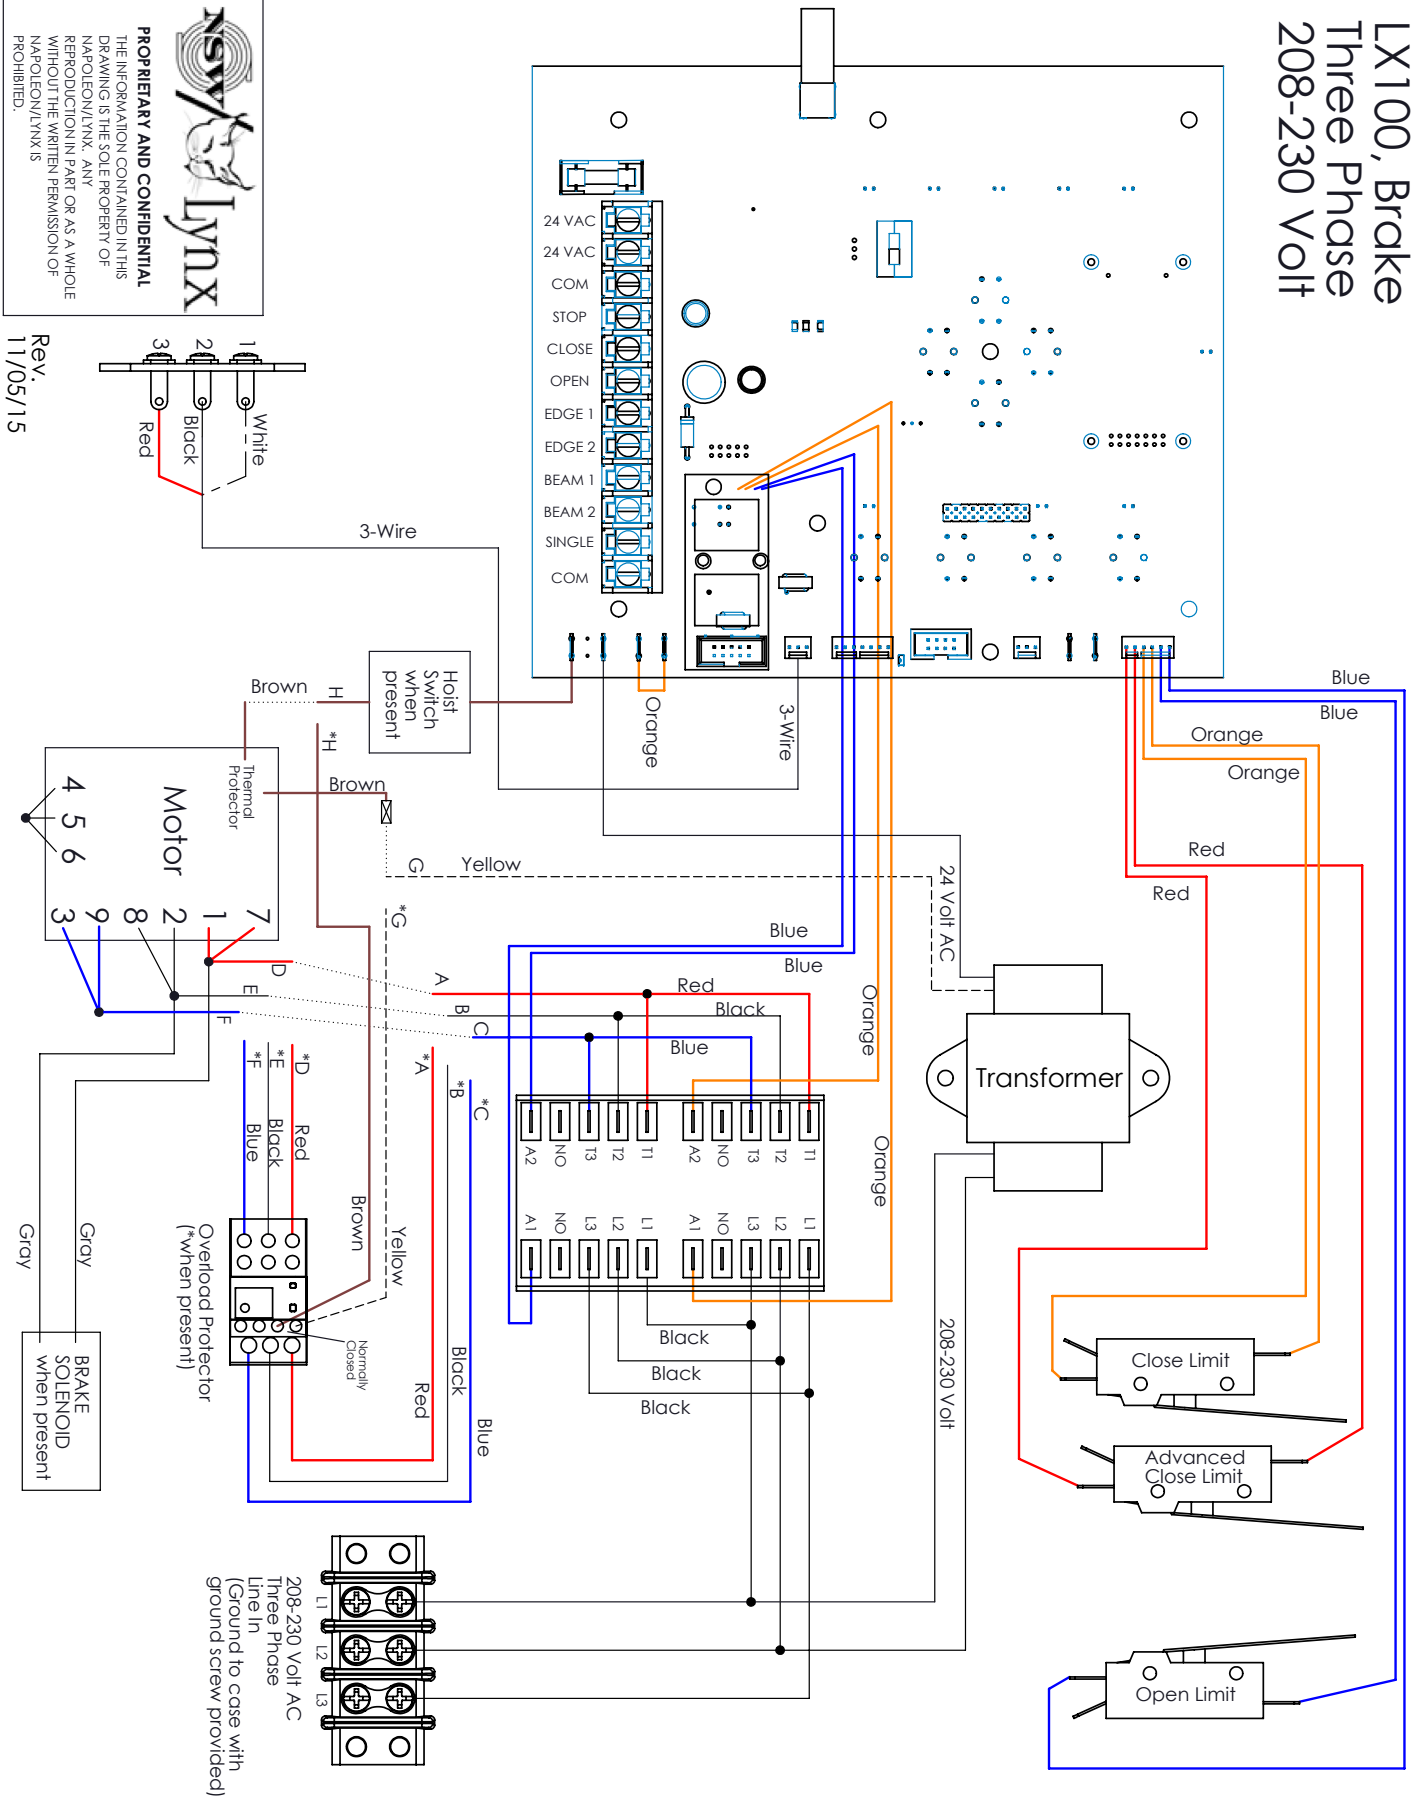 LX100, Brake
Three Phase
208-230 Volt
NSW
Lynx
PROPRIETARY AND CONFIDENTIAL
THE INFORMATION CONTAINED IN THIS
DRAWING IS THE SOLE PROPERTY OF
NAPOLEON/LYNX. ANY
REPRODUCTION IN PART OR AS A WHOLE
WITHOUT THE WRITTEN PERMISSION OF
NAPOLEON/LYNX IS
PROHIBITED.
Rev.
11/05/15
24 VAC
24 VAC
COM
STOP
CLOSE
OPEN
EDGE 1
EDGE 2
BEAM 1
BEAM 2
SINGLE
COM
1
2
3
White
Black
Red
3-Wire
Hoist
Switch
when
present
Brown
H
*H
Orange
3-Wire
Blue
Blue
Orange
Orange
Red
Red
Thermal
Protector
Brown
Motor
4
5
6
7
1
2
8
9
3
G
Yellow
*G
24 Volt AC
Blue
Blue
Orange
Orange
D
E
F
A
B
C
Red
Black
Blue
*A
*B
*C
*D
*E
*F
Red
Black
Blue
Transformer
A2
NO
T3
T2
T1
A2
NO
T3
T2
T1
A1
NO
L3
L2
L1
A1
NO
L3
L2
L1
Brown
Yellow
Overload Protector
(*when present)
Normally
Closed
Gray
Gray
BRAKE
SOLENOID
when present
Red
Black
Blue
Black
Black
Black
208-230 Volt
Close Limit
Advanced
Close Limit
Open Limit
L1
L2
L3
208-230 Volt AC
Three Phase
Line In
(Ground to case with
ground screw provided)